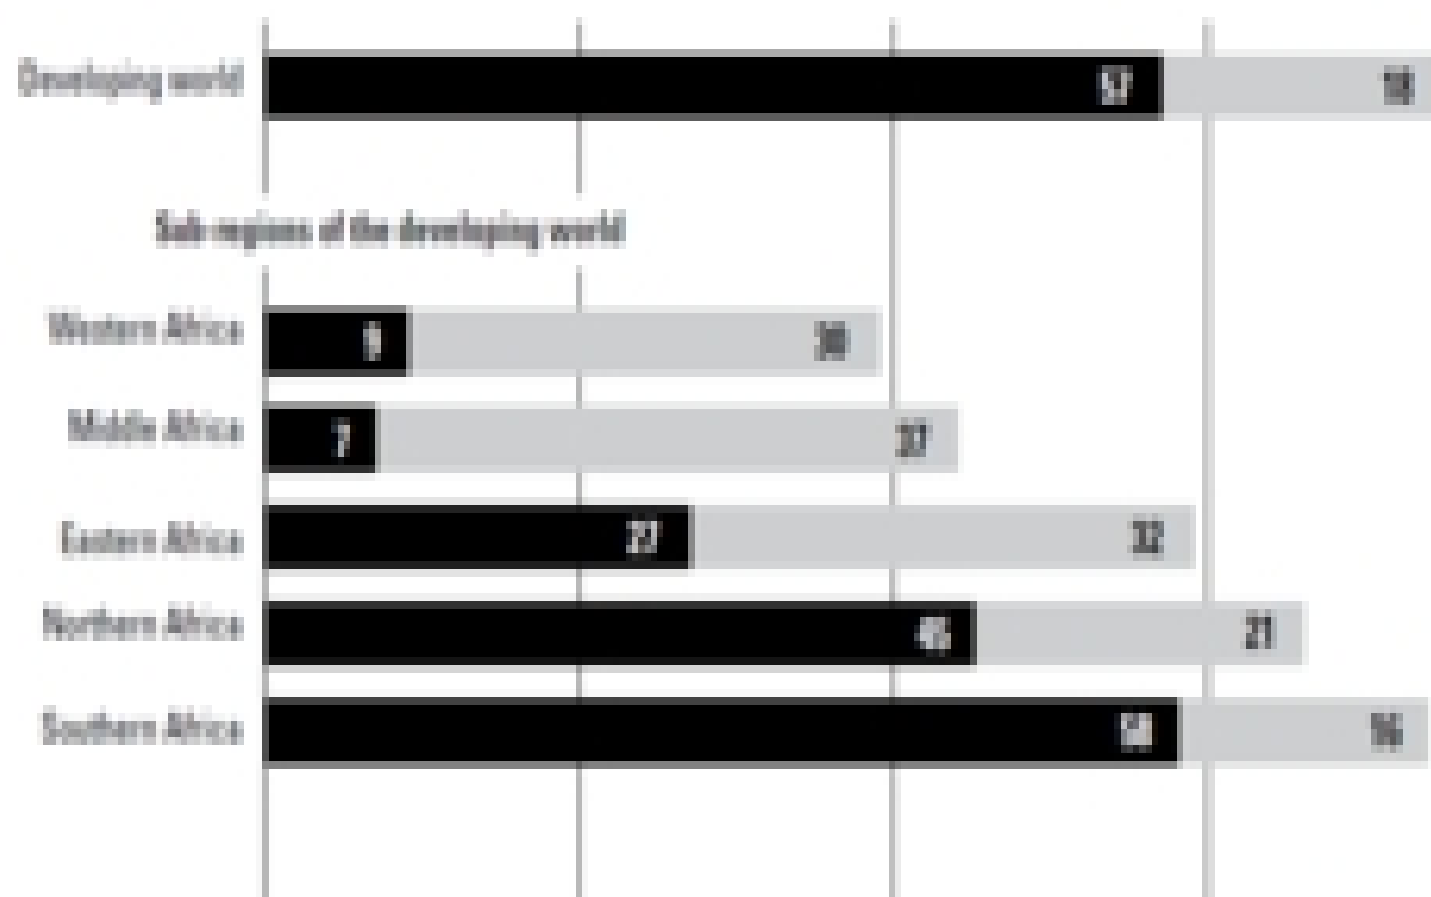 Developing world 57 18
Sub-regions of the developing world
Western Africa 9 30
Middle Africa 7 37
Eastern Africa 27 32
Northern Africa 45 21
Southern Africa 58 16